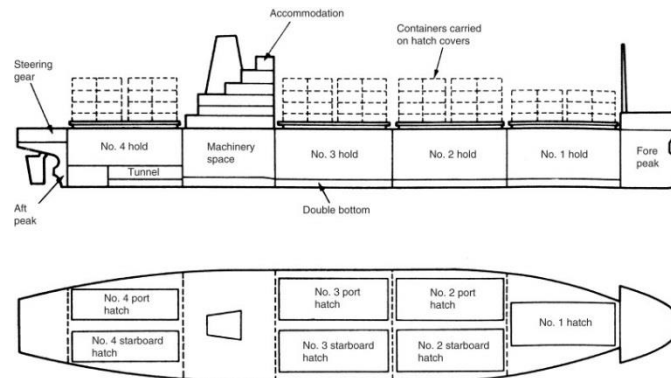 Accommodation
Containers carried
on hatch covers
Steering
gear
No. 4 hold
Machinery
space
No. 3 hold
No. 2 hold
No. 1 hold
Fore
peak
Tunnel
Aft
peak
Double bottom
No. 4 port
hatch
No. 3 port
hatch
No. 2 port
hatch
No. 1 hatch
No. 4 starboard
hatch
No. 3 starboard
hatch
No. 2 starboard
hatch